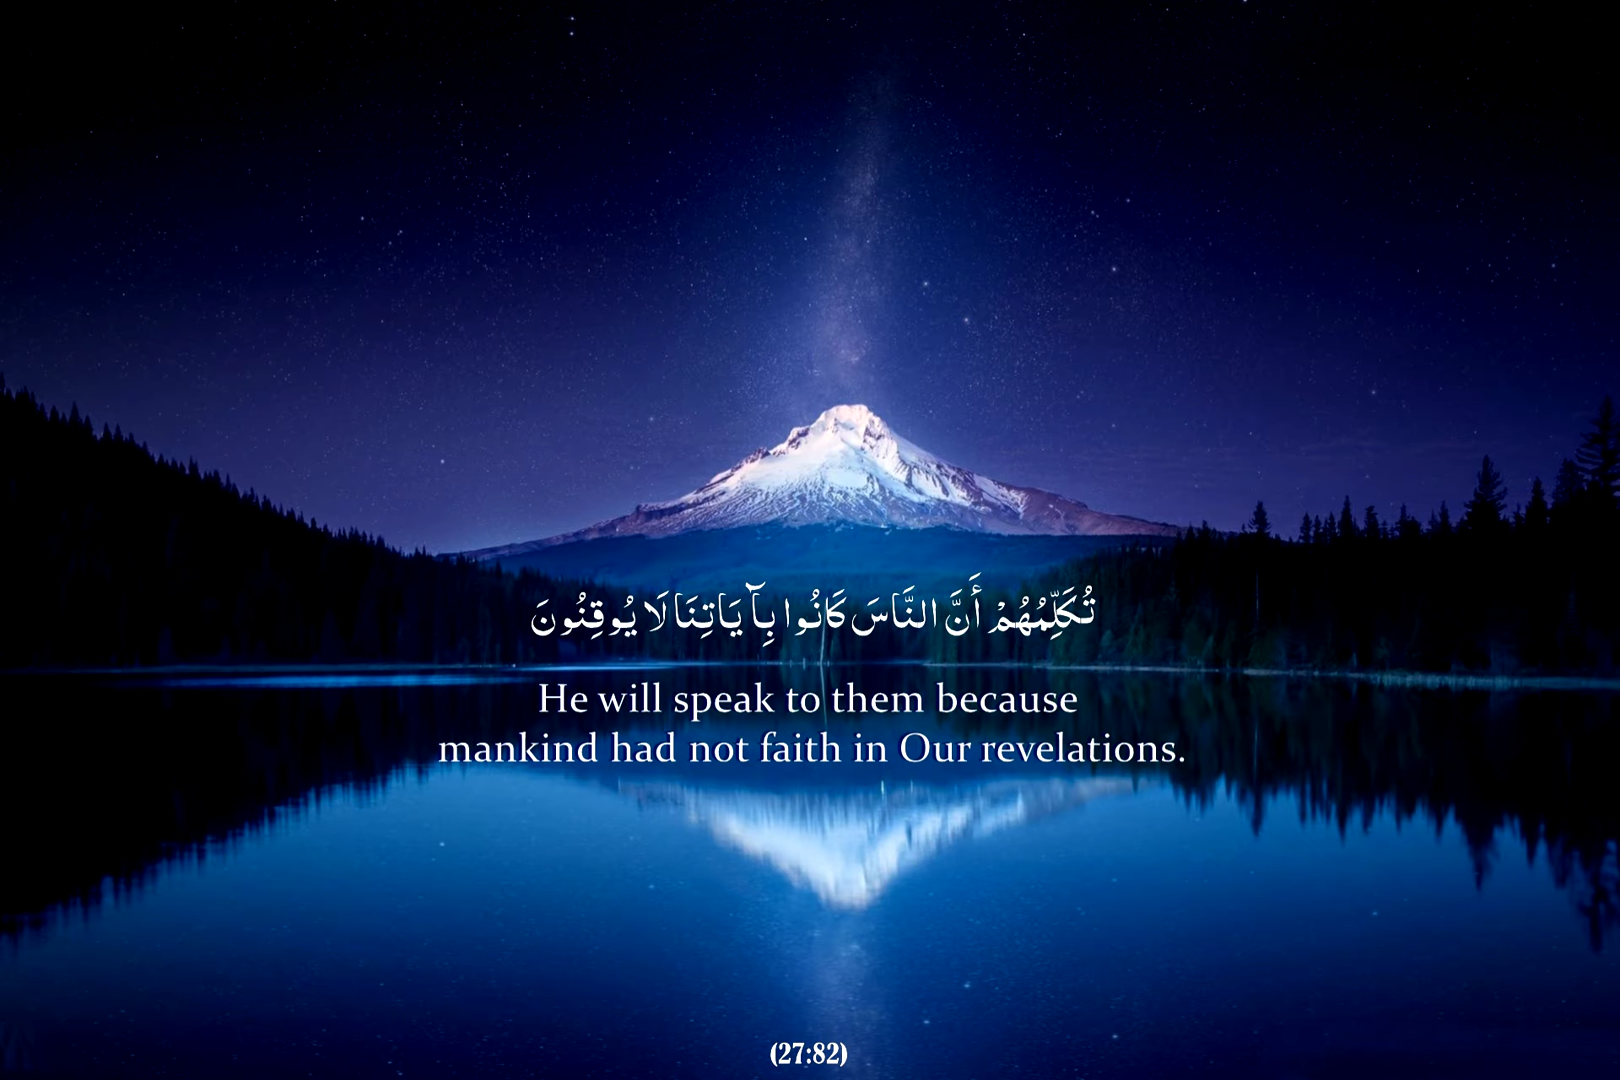 تُكَلِّمُهُمْ أَنَّ النَّاسَ كَانُوا بِآيَاتِنَا لَا يُوقِنُونَ
He will speak to them because
mankind had not faith in Our revelations.
(27:82)